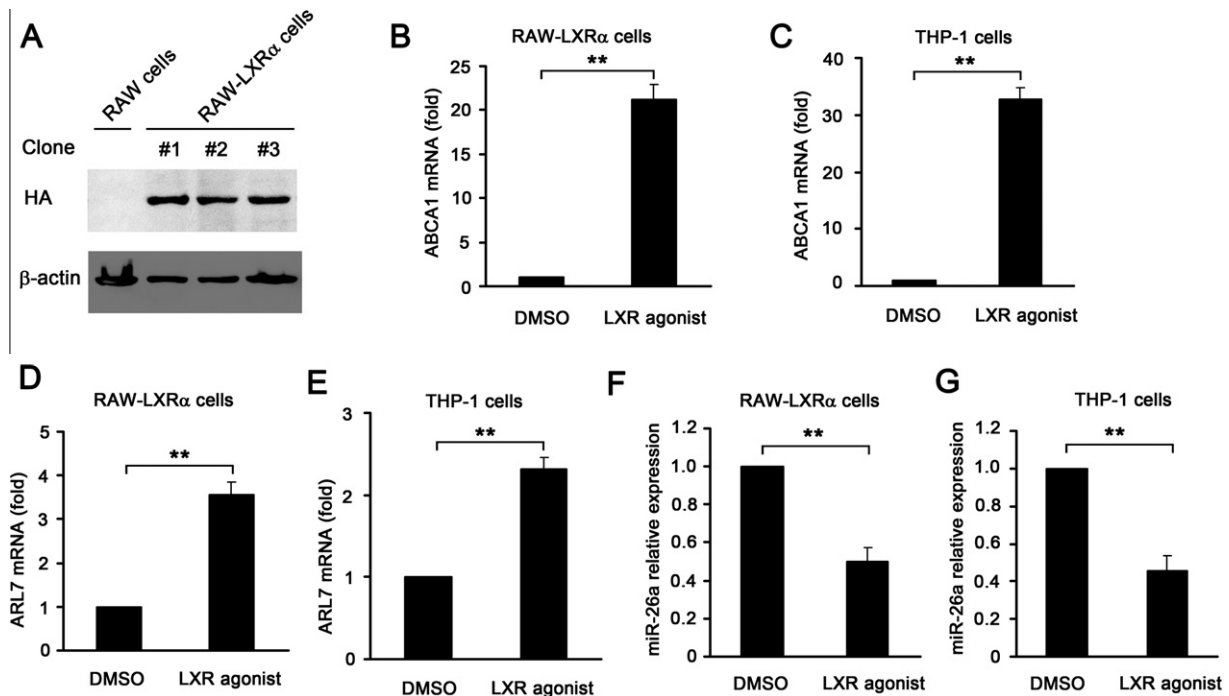 A
RAW cells
RAW-LXRα cells
Clone #1 #2 #3
HA
β-actin
B
RAW-LXRα cells
**
ABCA1 mRNA (fold)
25
20
15
10
5
0
DMSO LXR agonist
C
THP-1 cells
**
ABCA1 mRNA (fold)
40
30
20
10
0
DMSO LXR agonist
D
RAW-LXRα cells
**
ARL7 mRNA (fold)
5
4
3
2
1
0
DMSO LXR agonist
E
THP-1 cells
**
ARL7 mRNA (fold)
3
2
1
0
DMSO LXR agonist
F
RAW-LXRα cells
**
miR-26a relative expression
1.2
1.0
0.8
0.6
0.4
0.2
0
DMSO LXR agonist
G
THP-1 cells
**
miR-26a relative expression
1.2
1.0
0.8
0.6
0.4
0.2
0
DMSO LXR agonist